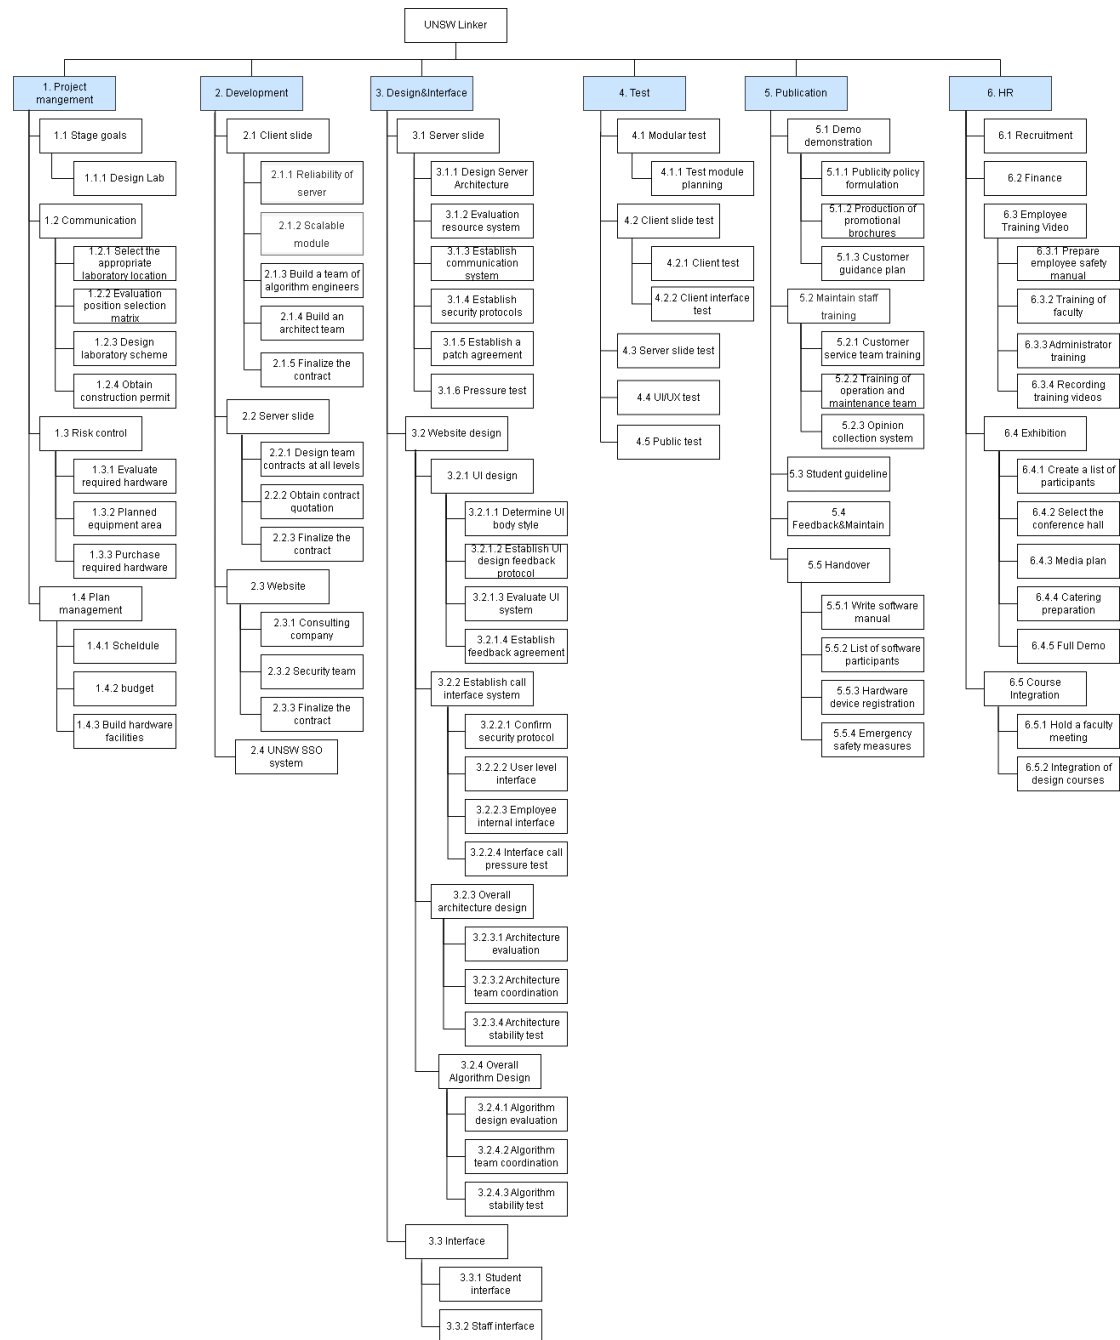 UNSW Linker
1. Project
mangement
1.1 Stage goals
1.1.1 Design Lab
1.2 Communication
1.2.1 Select the
appropriate
laboratory location
1.2.2 Evaluation
position selection
matrix
1.2.3 Design
laboratory scheme
1.2.4 Obtain
construction permit
1.3 Risk control
1.3.1 Evaluate
required hardware
1.3.2 Planned
equipment area
1.3.3 Purchase
required hardware
1.4 Plan
management
1.4.1 Scheldule
1.4.2 budget
1.4.3 Build hardware
facilities
2. Development
2.1 Client slide
2.1.1 Reliability of
server
2.1.2 Scalable
module
2.1.3 Build a team of
algorithm engineers
2.1.4 Build an
architect team
2.1.5 Finalize the
contract
2.2 Server slide
2.2.1 Design team
contracts at all levels
2.2.2 Obtain contract
quotation
2.2.3 Finalize the
contract
2.3 Website
2.3.1 Consulting
company
2.3.2 Security team
2.3.3 Finalize the
contract
2.4 UNSW SSO
system
3. Design&Interface
3.1 Server slide
3.1.1 Design Server
Architecture
3.1.2 Evaluation
resource system
3.1.3 Establish
communication
system
3.1.4 Establish
security protocols
3.1.5 Establish a
patch agreement
3.1.6 Pressure test
3.2 Website design
3.2.1 UI design
3.2.1.1 Determine UI
body style
3.2.1.2 Establish UI
design feedback
protocol
3.2.1.3 Evaluate UI
system
3.2.1.4 Establish
feedback agreement
3.2.2 Establish call
interface system
3.2.2.1 Confirm
security protocol
3.2.2.2 User level
interface
3.2.2.3 Employee
internal interface
3.2.2.4 Interface call
pressure test
3.2.3 Overall
architecture design
3.2.3.1 Architecture
evaluation
3.2.3.2 Architecture
team coordination
3.2.3.4 Architecture
stability test
3.2.4 Overall
Algorithm Design
3.2.4.1 Algorithm
design evaluation
3.2.4.2 Algorithm
team coordination
3.2.4.3 Algorithm
stability test
3.3 Interface
3.3.1 Student
interface
3.3.2 Staff interface
4. Test
4.1 Modular test
4.1.1 Test module
planning
4.2 Client slide test
4.2.1 Client test
4.2.2 Client interface
test
4.3 Server slide test
4.4 UI/UX test
4.5 Public test
5. Publication
5.1 Demo
demonstration
5.1.1 Publicity policy
formulation
5.1.2 Production of
promotional
brochures
5.1.3 Customer
guidance plan
5.2 Maintain staff
training
5.2.1 Customer
service team training
5.2.2 Training of
operation and
maintenance team
5.2.3 Opinion
collection system
5.3 Student guideline
5.4
Feedback&Maintain
5.5 Handover
5.5.1 Write software
manual
5.5.2 List of software
participants
5.5.3 Hardware
device registration
5.5.4 Emergency
safety measures
6. HR
6.1 Recruitment
6.2 Finance
6.3 Employee
Training Video
6.3.1 Prepare
employee safety
manual
6.3.2 Training of
faculty
6.3.3 Administrator
training
6.3.4 Recording
training videos
6.4 Exhibition
6.4.1 Create a list of
participants
6.4.2 Select the
conference hall
6.4.3 Media plan
6.4.4 Catering
preparation
6.4.5 Full Demo
6.5 Course
Integration
6.5.1 Hold a faculty
meeting
6.5.2 Integration of
design courses